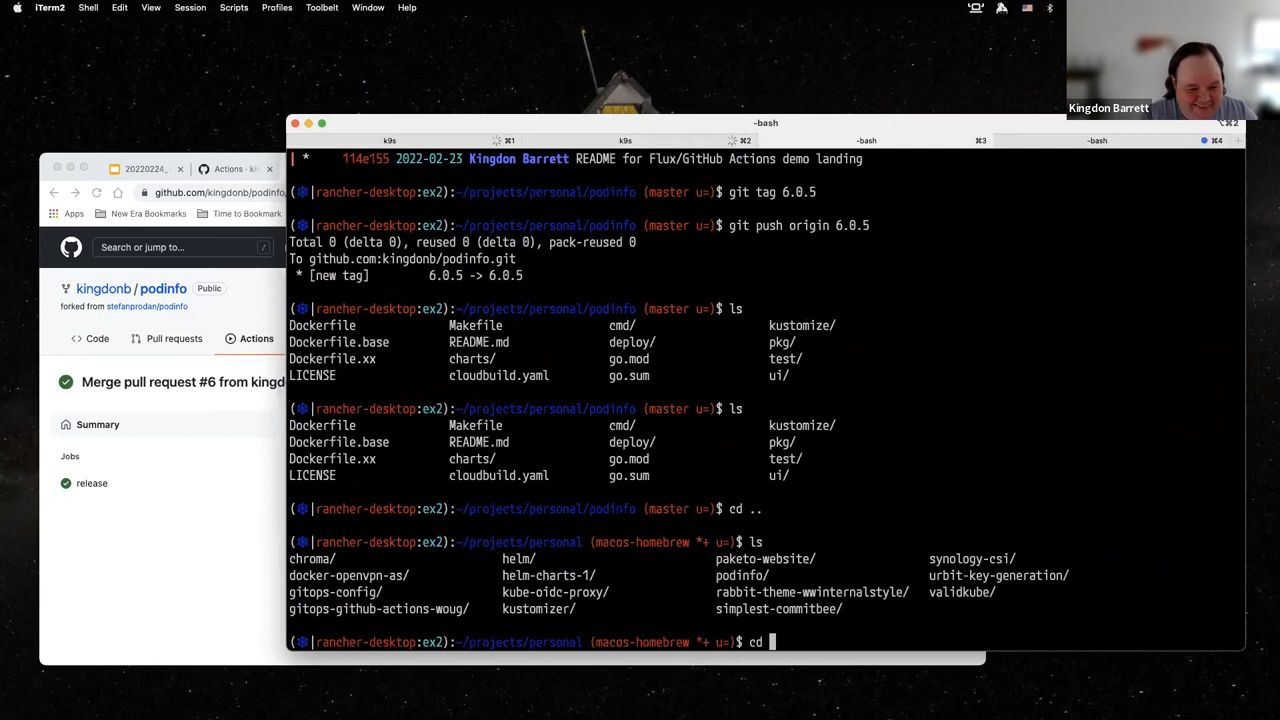 iTerm2 Shell Edit View Session Scripts Profiles Toolbelt Window Help
Kingdon Barrett
-bash
⌥⌘2
k9s ⌘1 k9s ⌘2 -bash ⌘3 -bash ⌘4
* 114e155 2022-02-23 Kingdon Barrett README for Flux/GitHub Actions demo landing
(⎈|rancher-desktop:ex2):~/projects/personal/podinfo (master u=)$ git tag 6.0.5
(⎈|rancher-desktop:ex2):~/projects/personal/podinfo (master u=)$ git push origin 6.0.5
Total 0 (delta 0), reused 0 (delta 0), pack-reused 0
To github.com:kingdonb/podinfo.git
* [new tag] 6.0.5 -> 6.0.5
(⎈|rancher-desktop:ex2):~/projects/personal/podinfo (master u=)$ ls
Dockerfile Makefile cmd/ kustomize/
Dockerfile.base README.md deploy/ pkg/
Dockerfile.xx charts/ go.mod test/
LICENSE cloudbuild.yaml go.sum ui/
(⎈|rancher-desktop:ex2):~/projects/personal/podinfo (master u=)$ ls
Dockerfile Makefile cmd/ kustomize/
Dockerfile.base README.md deploy/ pkg/
Dockerfile.xx charts/ go.mod test/
LICENSE cloudbuild.yaml go.sum ui/
(⎈|rancher-desktop:ex2):~/projects/personal/podinfo (master u=)$ cd ..
(⎈|rancher-desktop:ex2):~/projects/personal (macos-homebrew *+ u=)$ ls
chroma/ helm/ paketo-website/ synology-csi/
docker-openvpn-as/ helm-charts-1/ podinfo/ urbit-key-generation/
gitops-config/ kube-oidc-proxy/ rabbit-theme-wwinternalstyle/ validkube/
gitops-github-actions-woug/ kustomizer/ simplest-commitbee/
(⎈|rancher-desktop:ex2):~/projects/personal (macos-homebrew *+ u=)$ cd
20220224_ Actions · kin
github.com/kingdonb/podinfo
Apps New Era Bookmarks Time to Bookmark
Search or jump to... /
kingdonb / podinfo Public
forked from stefanprodan/podinfo
Code Pull requests Actions
Merge pull request #6 from kingd
Summary
Jobs
release